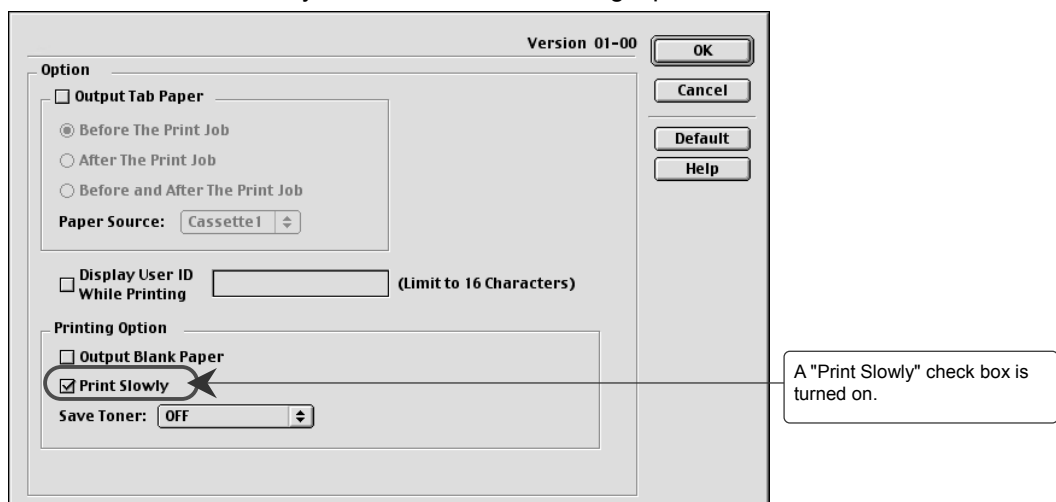 Version 01-00
OK
Option
Cancel
Output Tab Paper
Before The Print Job
Default
After The Print Job
Help
Before and After The Print Job
Paper Source: Cassette1
Display User ID
While Printing
(Limit to 16 Characters)
Printing Option
Output Blank Paper
Print Slowly
A "Print Slowly" check box is
turned on.
Save Toner: OFF